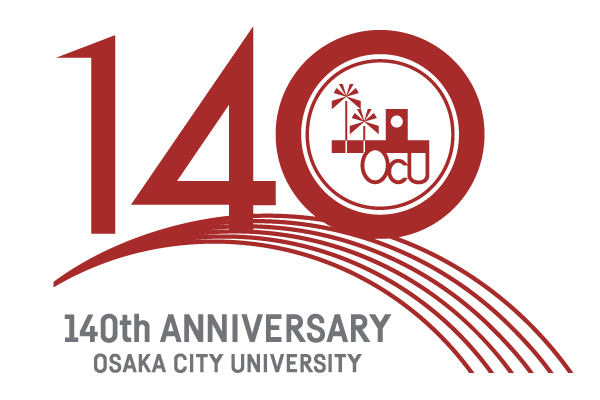 140
OcU
140th ANNIVERSARY
OSAKA CITY UNIVERSITY